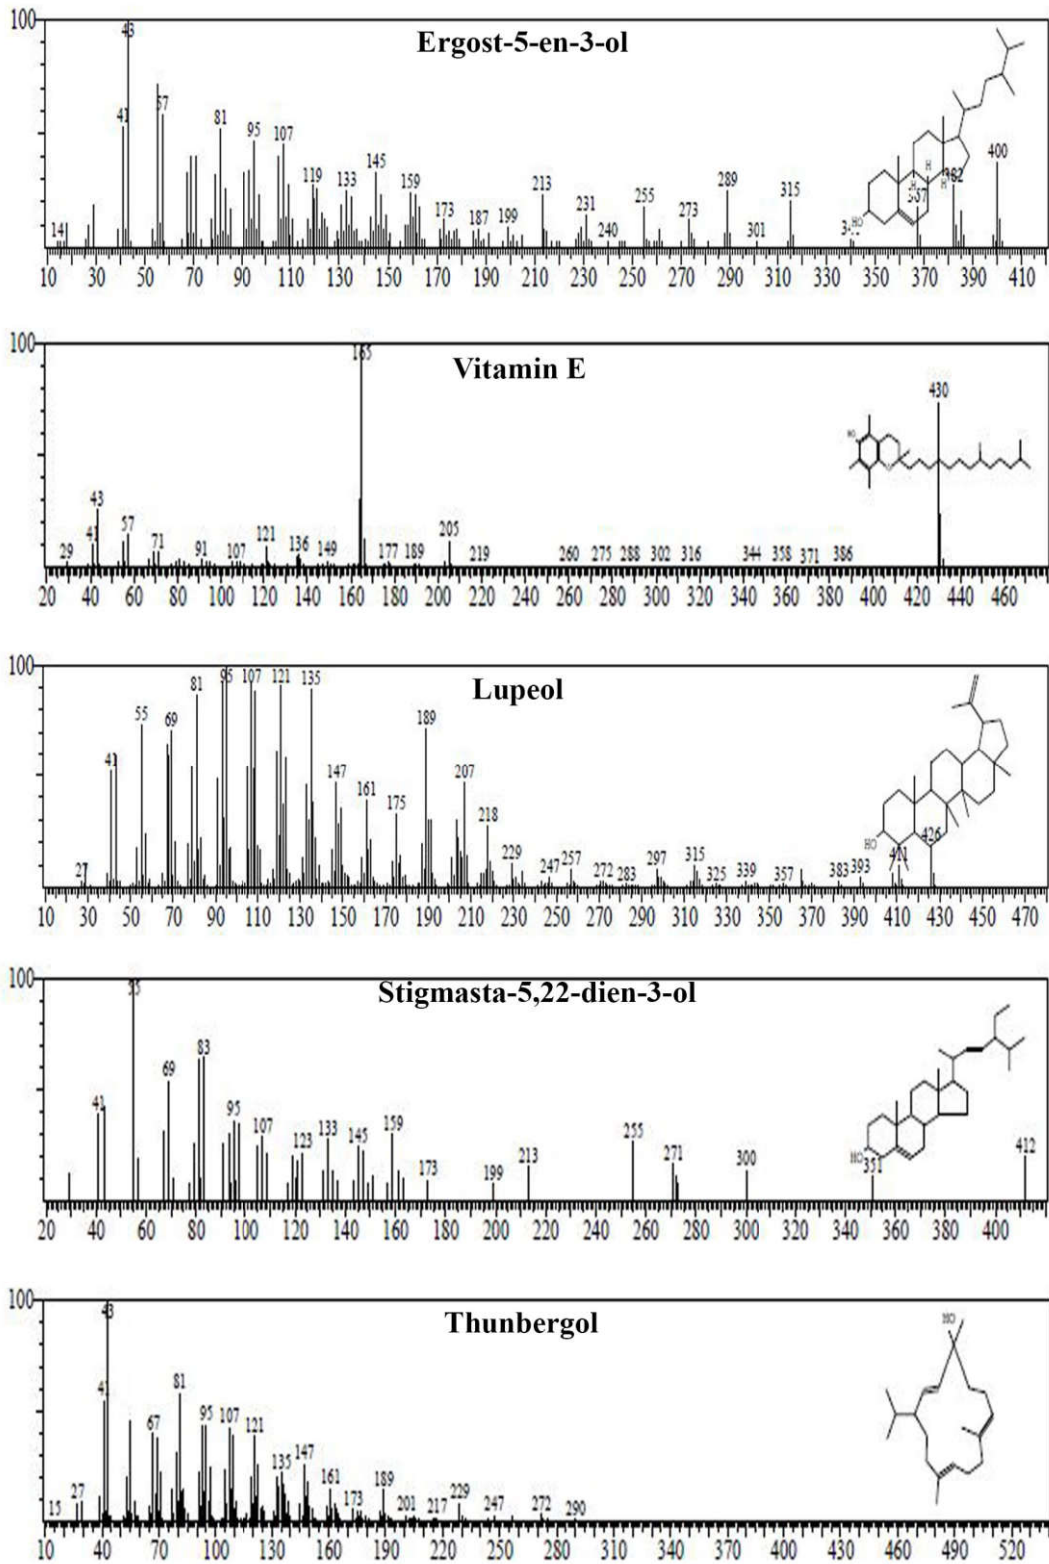 100
Ergost-5-en-3-ol
14 41 43 57 81 95 107 119 133 145 159 173 187 199 213 231 240 255 273 289 301 315 382 400
HO H H H
10 30 50 70 90 110 130 150 170 190 210 230 250 270 290 310 330 350 370 390 410
100
Vitamin E
29 41 43 57 71 91 107 121 136 149 165 177 189 205 219 260 275 288 302 316 344 358 371 386 430
HO O
20 40 60 80 100 120 140 160 180 200 220 240 260 280 300 320 340 360 380 400 420 440 460
100
Lupeol
27 41 55 69 81 95 107 121 135 147 161 175 189 207 218 229 247 257 272 283 297 315 325 339 357 383 393 411 426
HO
10 30 50 70 90 110 130 150 170 190 210 230 250 270 290 310 330 350 370 390 410 430 450 470
100
Stigmasta-5,22-dien-3-ol
41 55 69 83 95 107 123 133 145 159 173 199 213 255 271 300 351 412
HO
20 40 60 80 100 120 140 160 180 200 220 240 260 280 300 320 340 360 380 400
100
Thunbergol
15 27 41 43 67 81 95 107 121 135 147 161 173 189 201 217 229 247 272 290
HO
10 40 70 100 130 160 190 220 250 280 310 340 370 400 430 460 490 520